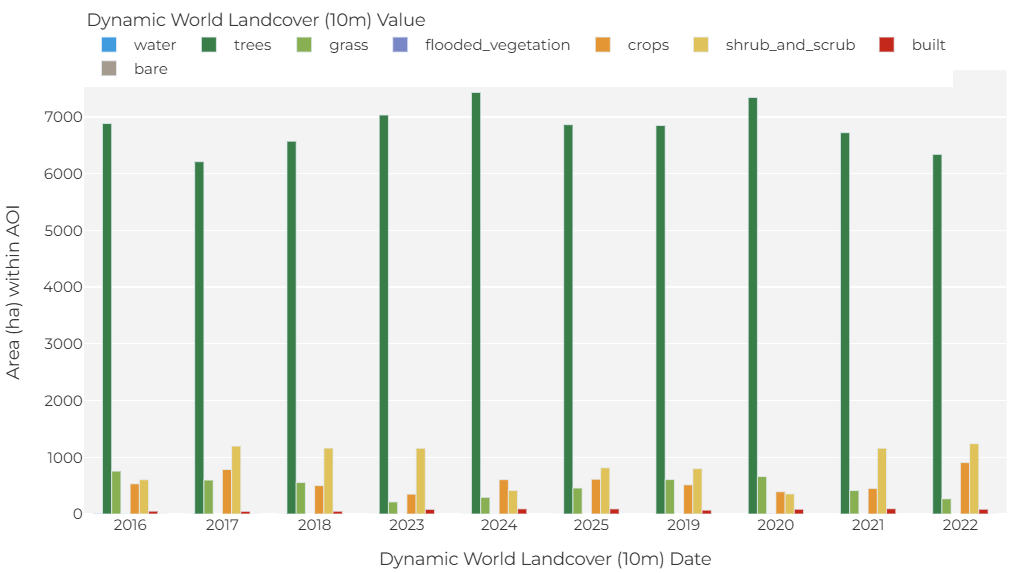 Dynamic World Landcover (10m) Value
water trees grass flooded_vegetation crops shrub_and_scrub built
bare
7000
6000
5000
4000
3000
2000
1000
0
Area (ha) within AOI
2016 2017 2018 2023 2024 2025 2019 2020 2021 2022
Dynamic World Landcover (10m) Date